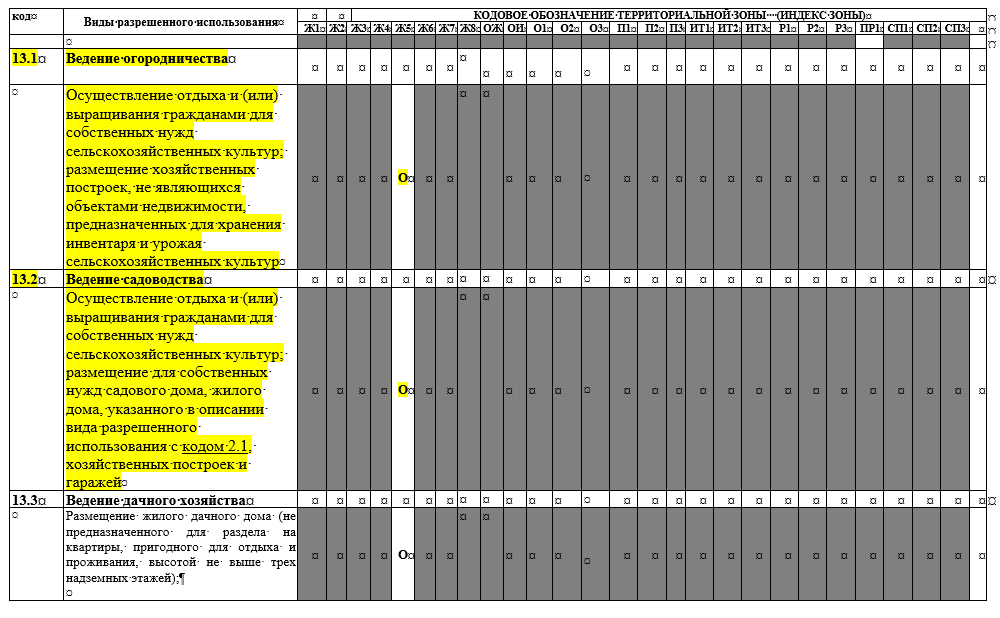 код¤
Виды разрешенного использования¤
КОДОВОЕ ОБОЗНАЧЕНИЕ ТЕРРИТОРИАЛЬНОЙ ЗОНЫ (ИНДЕКС ЗОНЫ)¤
Ж1 Ж2 Ж3 Ж4 Ж5 Ж6 Ж7 Ж8 ОЖ ОИ О1 О2 О3 П1 П2 П3 ИТ1 ИТ2 ИТ3 Р1 Р2 Р3 ПР1 СП1 СП2 СП3
13.1¤ Ведение огородничества¤
Осуществление отдыха и (или)
выращивания гражданами для
собственных нужд
сельскохозяйственных культур;
размещение хозяйственных
построек, не являющихся
объектами недвижимости,
предназначенных для хранения
инвентаря и урожая
сельскохозяйственных культур¤
О¤
13.2¤ Ведение садоводства¤
Осуществление отдыха и (или)
выращивания гражданами для
собственных нужд
сельскохозяйственных культур;
размещение для собственных
нужд садового дома, жилого
дома, указанного в описании
вида разрешенного
использования с кодом 2.1,
хозяйственных построек и
гаражей¤
О¤
13.3¤ Ведение дачного хозяйства¤
Размещение жилого дачного дома (не
предназначенного для раздела на
квартиры, пригодного для отдыха и
проживания, высотой не выше трех
надземных этажей);¶
О¤